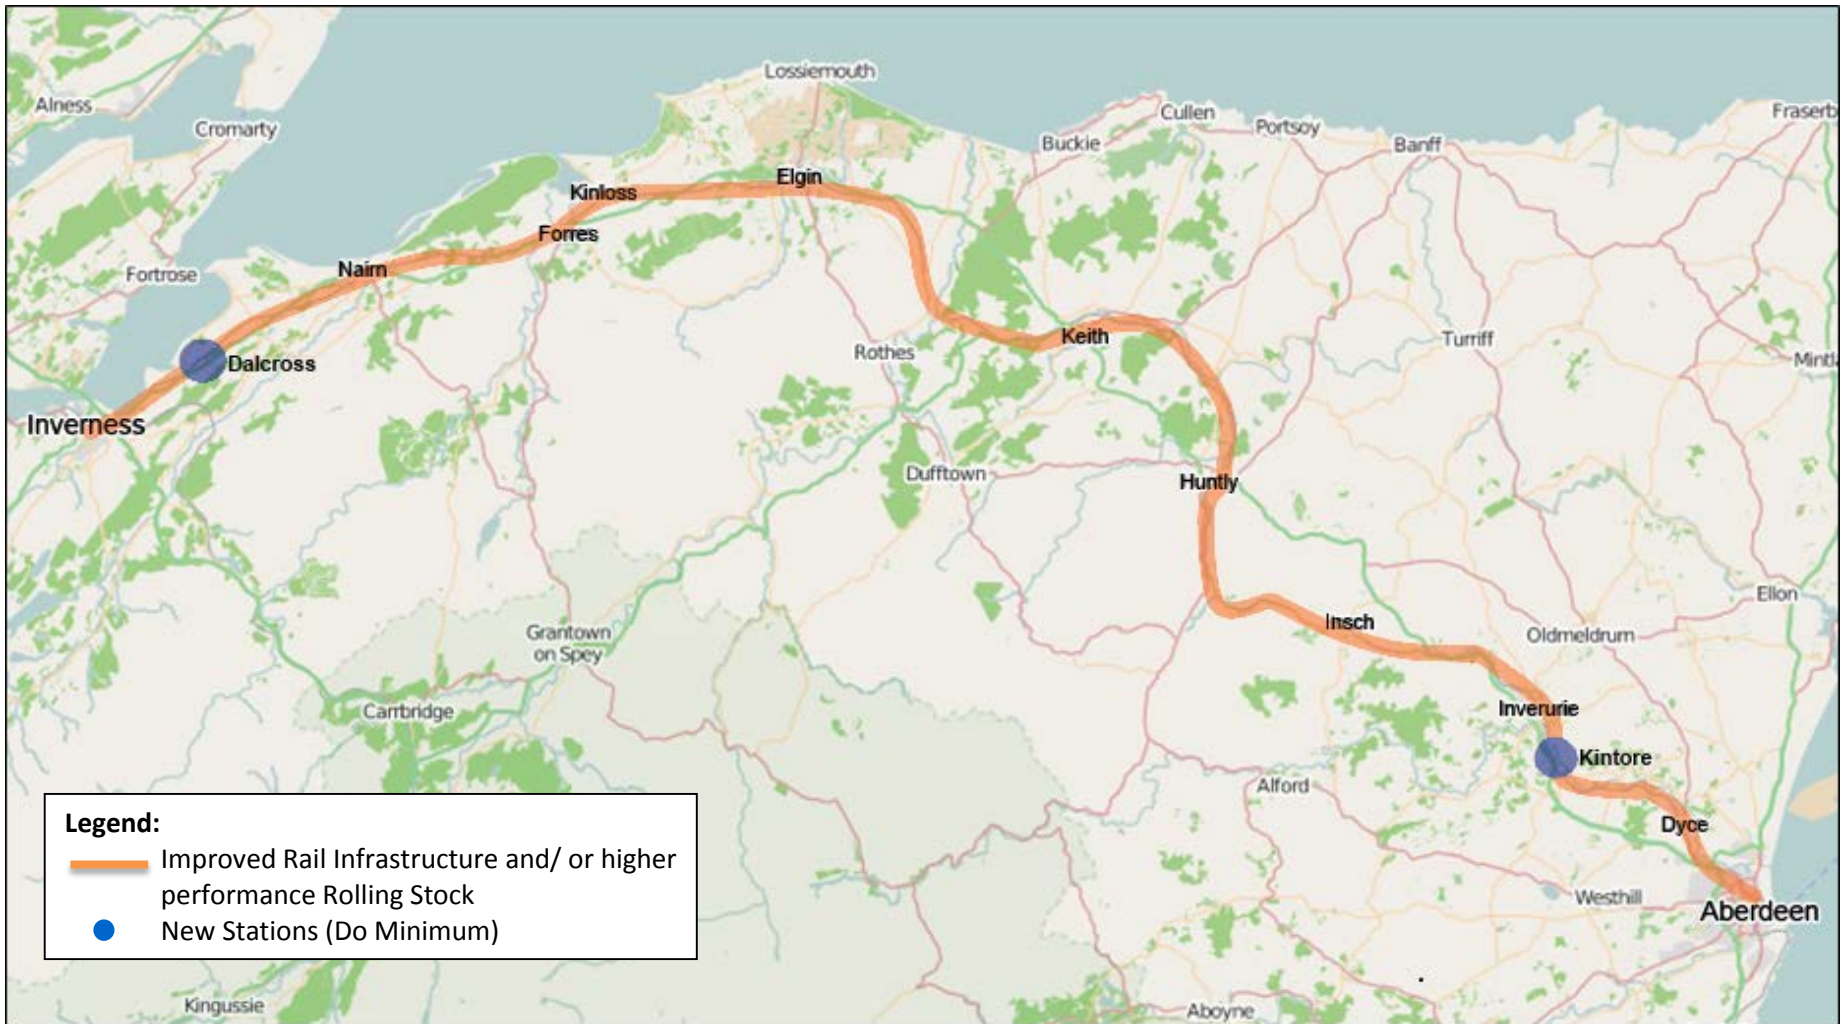 Lossiemouth
Alness
Cromarty
Cullen
Fraserb
Portsoy
Buckie
Banff
Elgin
Kinloss
Forres
Nairn
Fortrose
Keith
Turriff
Rothes
Mintl
Dalcross
Inverness
Dufftown
Huntly
Ellon
Insch
Grantown
on Spey
Oldmeldrum
Carrbridge
Inverurie
Kintore
Alford
Dyce
Westhill
Aberdeen
Kingussie
Aboyne
Legend:
Improved Rail Infrastructure and/ or higher
performance Rolling Stock
New Stations (Do Minimum)